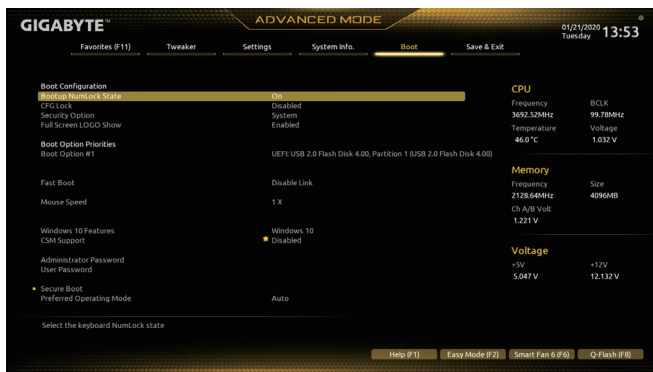 GIGABYTE™
ADVANCED MODE
01/21/2020 Tuesday 13:53
Favorites (F11) Tweaker Settings System Info. Boot Save & Exit
Boot Configuration
Bootup NumLock State On
CFG Lock Disabled
Security Option System
Full Screen LOGO Show Enabled
Boot Option Priorities
Boot Option #1 UEFI: USB 2.0 Flash Disk 4.00, Partition 1 (USB 2.0 Flash Disk 4.00)
Fast Boot Disable Link
Mouse Speed 1 X
Windows 10 Features Windows 10
CSM Support Disabled
Administrator Password
User Password
Secure Boot
Preferred Operating Mode Auto
Select the keyboard NumLock state
CPU
Frequency BCLK
3692.52MHz 99.78MHz
Temperature Voltage
46.0 °C 1.032 V
Memory
Frequency Size
2128.64MHz 4096MB
Ch A/B Volt
1.221 V
Voltage
+5V +12V
5.047 V 12.132 V
Help (F1) Easy Mode (F2) Smart Fan 6 (F6) Q-Flash (F8)